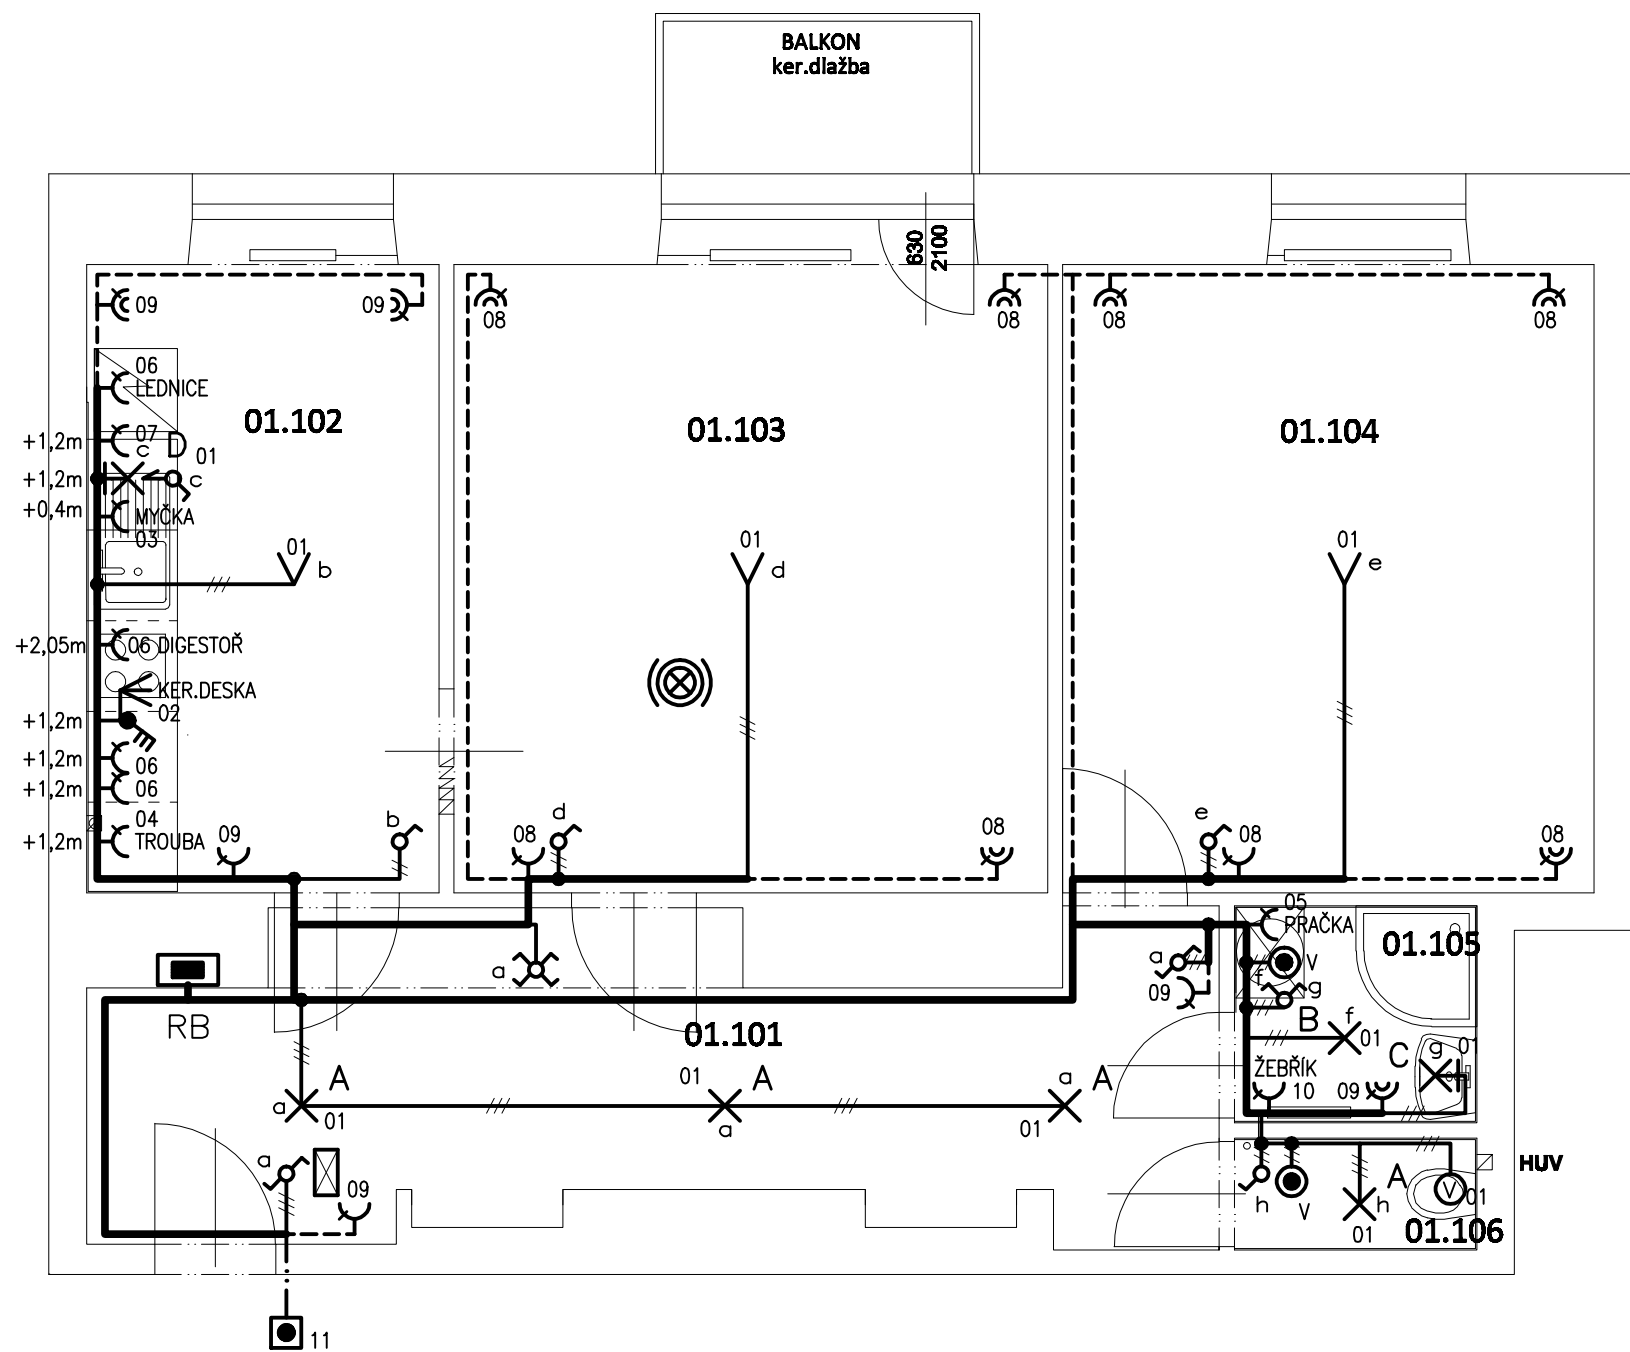 BALKON
ker.dlažba
630
2100
09
09
08
08
08
08
06
LEDNICE
01.102
01.103
01.104
+1,2m
07
c
01
+1,2m
c
+0,4m
MYČKA
03
01
b
01
d
01
e
+2,05m
06 DIGESTOŘ
KER.DESKA
02
+1,2m
+1,2m
06
+1,2m
06
04
+1,2m
TROUBA
09
b
08
d
08
e
08
08
05
PRAČKA
01.105
a
a
V
f
g
09
RB
01.101
B
f
01
C
g
01
ŽEBŘÍK
10
09
A
a
01
01
A
a
a
A
01
a
09
h
V
h
01
A
V
01
HUV
01.106
11